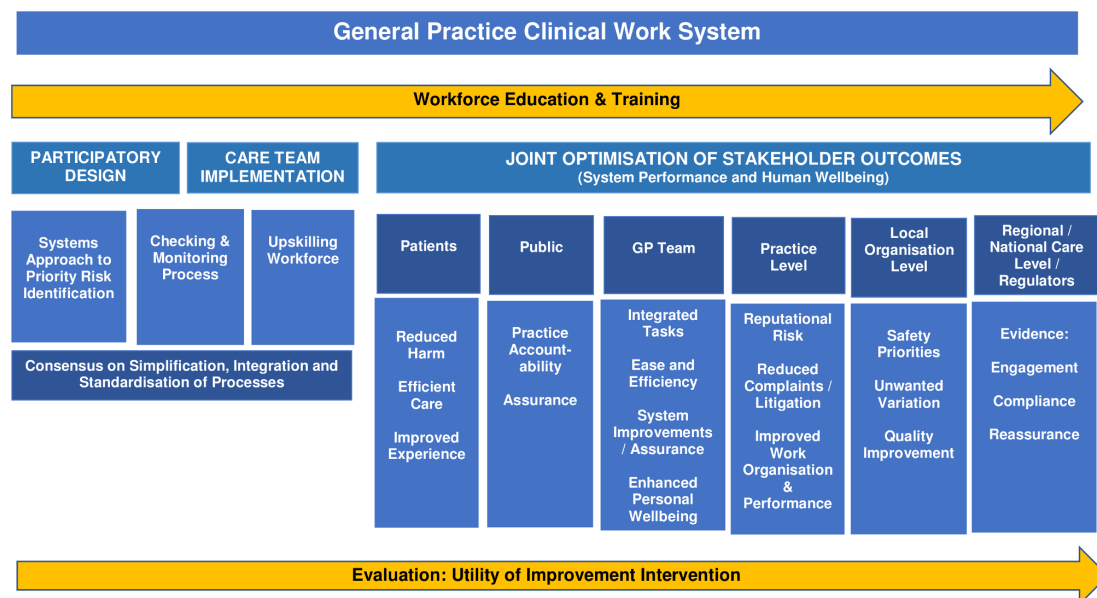 General Practice Clinical Work System
Workforce Education & Training
PARTICIPATORY
DESIGN
CARE TEAM
IMPLEMENTATION
JOINT OPTIMISATION OF STAKEHOLDER OUTCOMES
(System Performance and Human Wellbeing)
Systems
Approach to
Priority Risk
Identification
Checking &
Monitoring
Process
Upskilling
Workforce
Consensus on Simplification, Integration and
Standardisation of Processes
Patients
Reduced
Harm
Efficient
Care
Improved
Experience
Public
Practice
Account-
ability
Assurance
GP Team
Integrated
Tasks
Ease and
Efficiency
System
Improvements
/ Assurance
Enhanced
Personal
Wellbeing
Practice
Level
Reputational
Risk
Reduced
Complaints /
Litigation
Improved
Work
Organisation
&
Performance
Local
Organisation
Level
Safety
Priorities
Unwanted
Variation
Quality
Improvement
Regional /
National Care
Level /
Regulators
Evidence:
Engagement
Compliance
Reassurance
Evaluation: Utility of Improvement Intervention